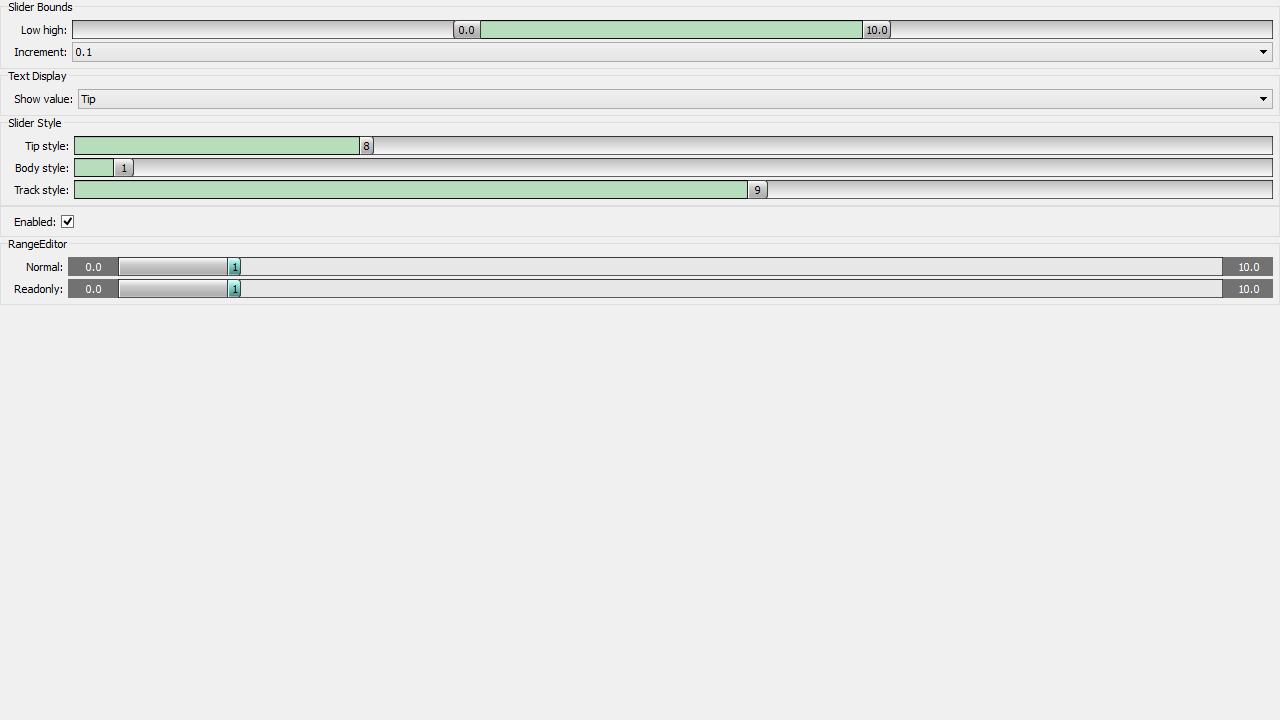 Slider Bounds
Low high: 0.0 10.0
Increment: 0.1
Text Display
Show value: Tip
Slider Style
Tip style: 8
Body style: 1
Track style: 9
Enabled:
RangeEditor
Normal: 0.0 1 10.0
Readonly: 0.0 1 10.0